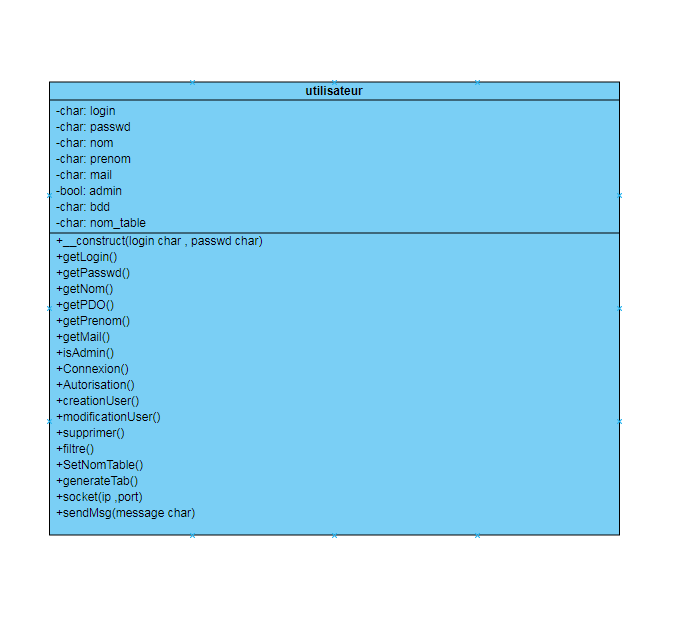 utilisateur
-char: login
-char: passwd
-char: nom
-char: prenom
-char: mail
-bool: admin
-char: bdd
-char: nom_table
+__construct(login char , passwd char)
+getLogin()
+getPasswd()
+getNom()
+getPDO()
+getPrenom()
+getMail()
+isAdmin()
+Connexion()
+Autorisation()
+creationUser()
+modificationUser()
+supprimer()
+filtre()
+SetNomTable()
+generateTab()
+socket(ip ,port)
+sendMsg(message char)